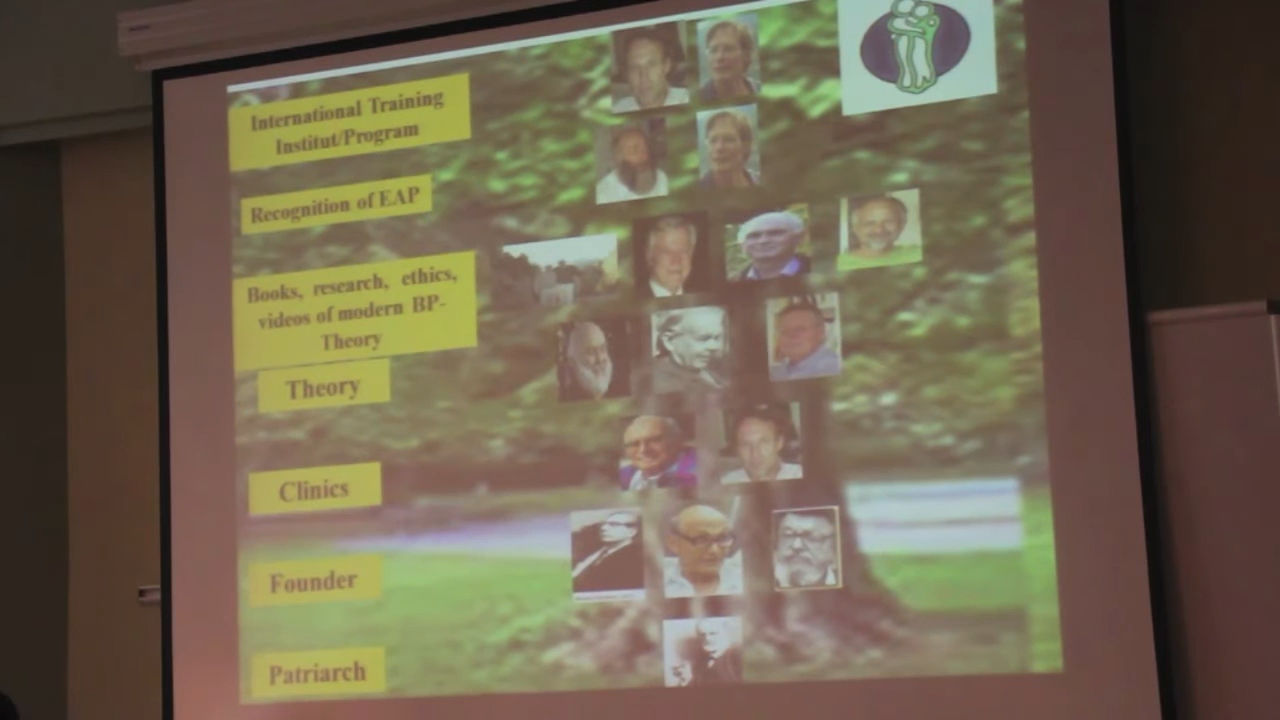 International Training
Institut/Program
Recognition of EAP
Books, research, ethics,
videos of modern BP-
Theory
Theory
Clinics
Founder
Patriarch